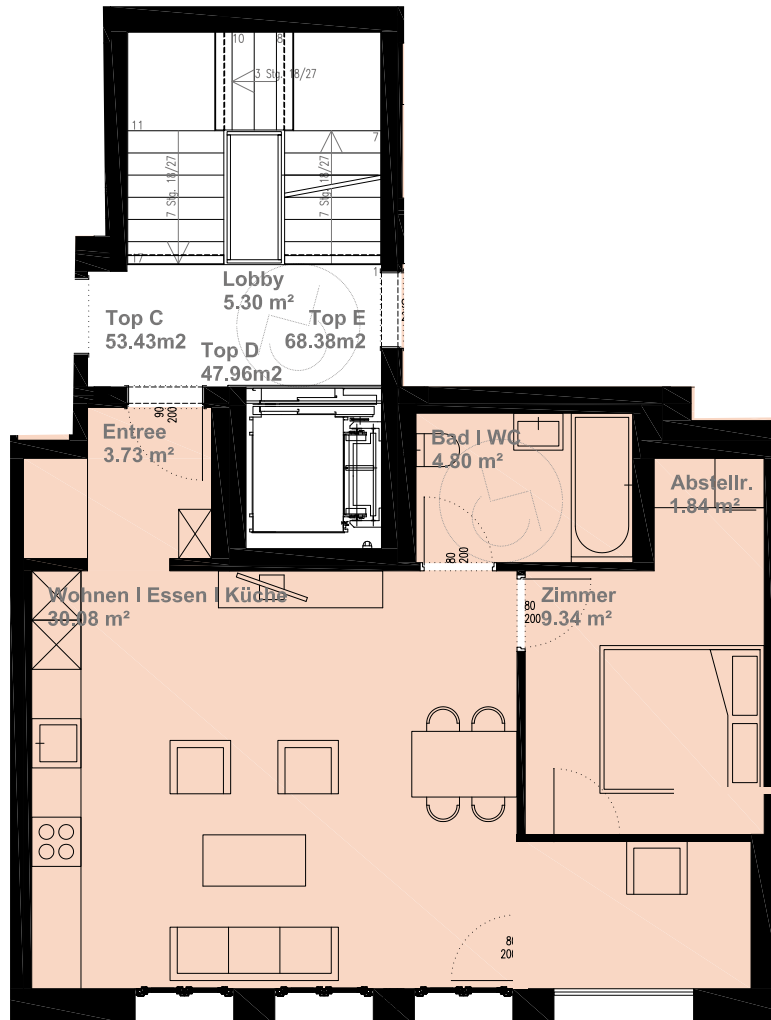 10
8
3 Stg. 18/27
11
7
7 Stg. 18/27
7 Stg. 18/27
17
1
Lobby
5.30 m²
Top C
53.43m2
Top E
68.38m2
Top D
47.96m2
90
200
Entree
3.73 m²
Bad I WC
4.80 m²
Abstellr.
1.84 m²
80
200
Wohnen I Essen I Küche
30.08 m²
Zimmer
9.34 m²
80
200
80
200